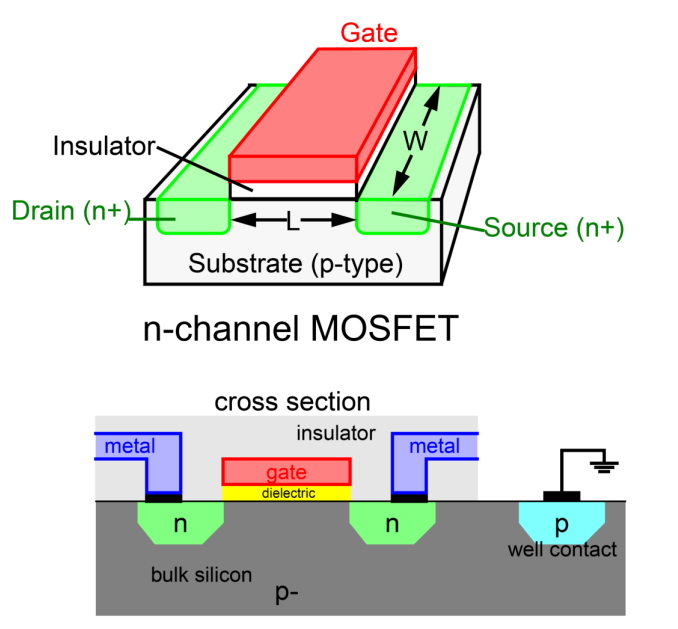 Gate
Insulator
W
Drain (n+)
L
Source (n+)
Substrate (p-type)
n-channel MOSFET
cross section
insulator
metal
metal
gate
dielectric
n
n
p
well contact
bulk silicon
p-